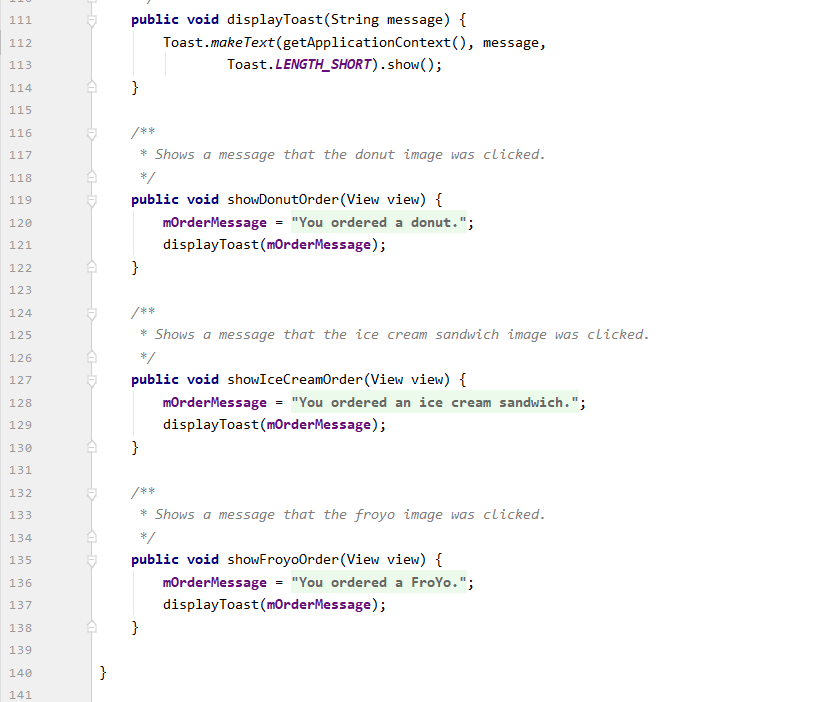 111 public void displayToast(String message) {
112 Toast.makeText(getApplicationContext(), message,
113 Toast.LENGTH_SHORT).show();
114 }
115
116 /**
117 * Shows a message that the donut image was clicked.
118 */
119 public void showDonutOrder(View view) {
120 mOrderMessage = "You ordered a donut.";
121 displayToast(mOrderMessage);
122 }
123
124 /**
125 * Shows a message that the ice cream sandwich image was clicked.
126 */
127 public void showIceCreamOrder(View view) {
128 mOrderMessage = "You ordered an ice cream sandwich.";
129 displayToast(mOrderMessage);
130 }
131
132 /**
133 * Shows a message that the froyo image was clicked.
134 */
135 public void showFroyoOrder(View view) {
136 mOrderMessage = "You ordered a FroYo.";
137 displayToast(mOrderMessage);
138 }
139
140 }
141